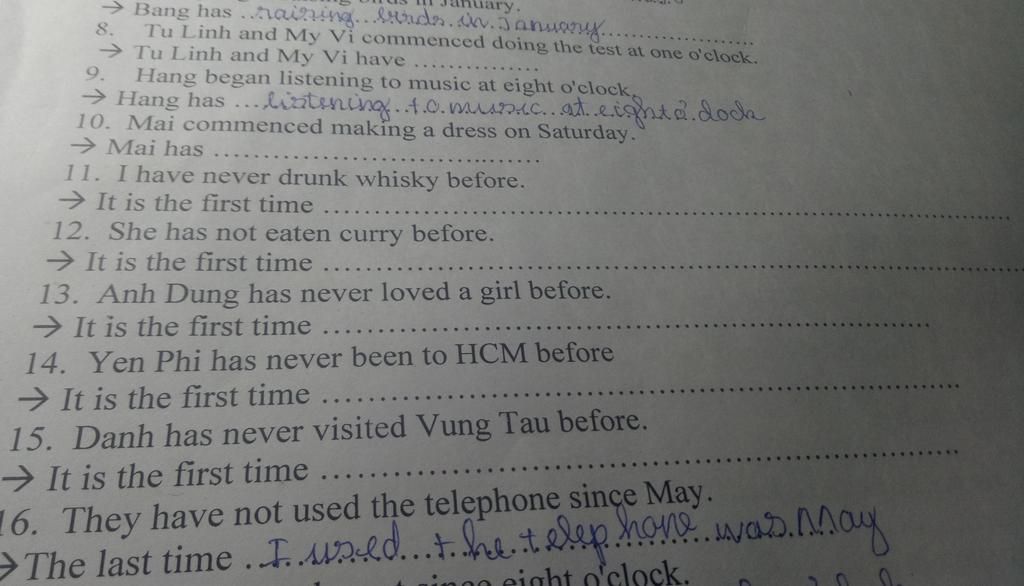 birds in January.
→ Bang has ..raising...birds.in.January..............................
8. Tu Linh and My Vi commenced doing the test at one o'clock.
→ Tu Linh and My Vi have ...............
9. Hang began listening to music at eight o'clock.
→ Hang has ...listening..to.music..at.eight o'.clock
10. Mai commenced making a dress on Saturday.
→ Mai has ........................................
11. I have never drunk whisky before.
→ It is the first time ................................................................................
12. She has not eaten curry before.
→ It is the first time ................................................................................
13. Anh Dung has never loved a girl before.
→ It is the first time ......................................................................
14. Yen Phi has never been to HCM before
→ It is the first time ......................................................................
15. Danh has never visited Vung Tau before.
→ It is the first time ......................................................................
16. They have not used the telephone since May.
→ The last time ..I used...the.telephone.was.May
since eight o'clock.